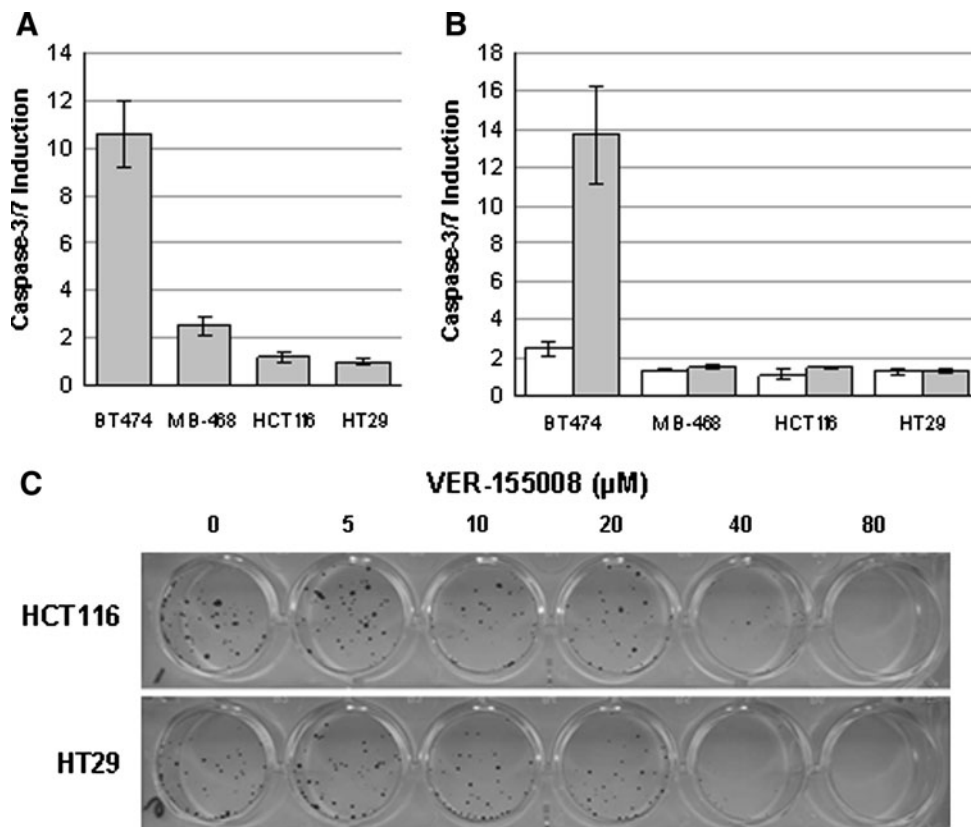 A
Caspase-3/7 Induction
14
12
10
8
6
4
2
0
BT474 MB-468 HCT116 HT29
B
Caspase-3/7 Induction
18
16
14
12
10
8
6
4
2
0
BT474 MB-468 HCT116 HT29
C
VER-155008 (µM)
0 5 10 20 40 80
HCT116
HT29